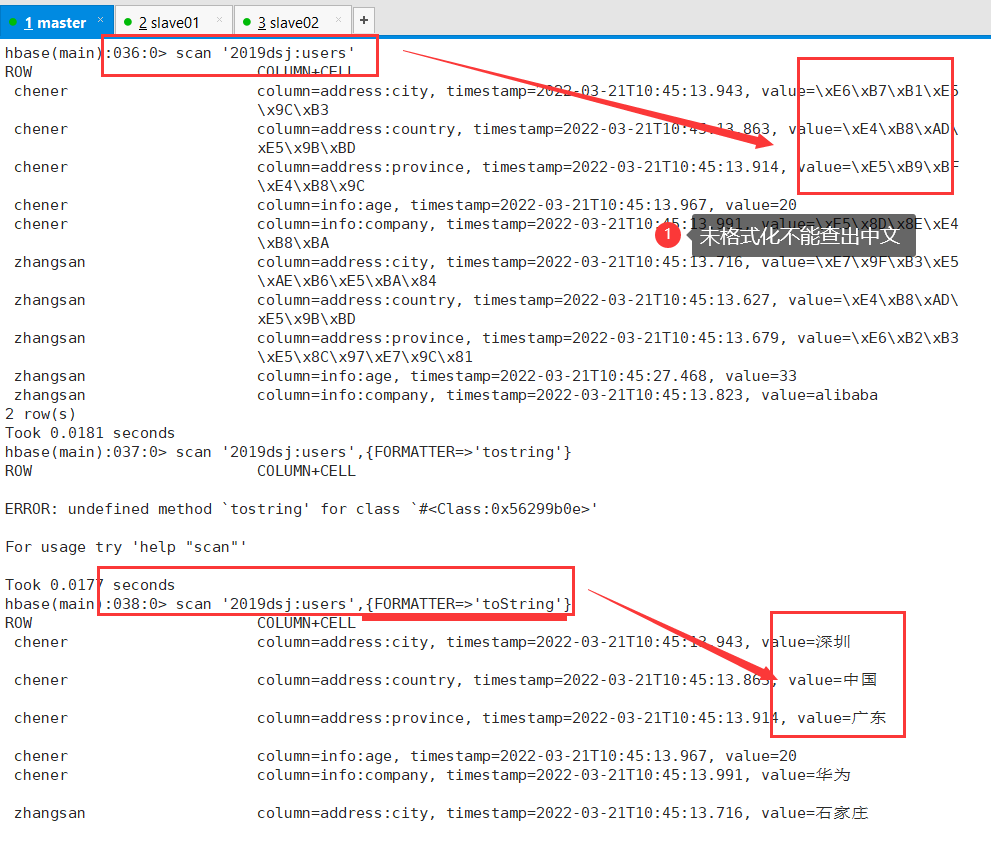 1 master × 2 slave01 × 3 slave02 × +
hbase(main):036:0> scan '2019dsj:users'
ROW COLUMN+CELL
chener column=address:city, timestamp=2022-03-21T10:45:13.943, value=\xE6\xB7\xB1\xE5
\x9C\xB3
chener column=address:country, timestamp=2022-03-21T10:45:13.863, value=\xE4\xB8\xAD\
xE5\x9B\xBD
chener column=address:province, timestamp=2022-03-21T10:45:13.914, value=\xE5\xB9\xBF
\xE4\xB8\x9C
chener column=info:age, timestamp=2022-03-21T10:45:13.967, value=20
chener column=info:company, timestamp=2022-03-21T10:45:13.991, value=\xE5\x8D\x8E\xE4
\xB8\xBA
1 未格式化不能查出中文
zhangsan column=address:city, timestamp=2022-03-21T10:45:13.716, value=\xE7\x9F\xB3\xE5
\xAE\xB6\xE5\xBA\x84
zhangsan column=address:country, timestamp=2022-03-21T10:45:13.627, value=\xE4\xB8\xAD\
xE5\x9B\xBD
zhangsan column=address:province, timestamp=2022-03-21T10:45:13.679, value=\xE6\xB2\xB3
\xE5\x8C\x97\xE7\x9C\x81
zhangsan column=info:age, timestamp=2022-03-21T10:45:27.468, value=33
zhangsan column=info:company, timestamp=2022-03-21T10:45:13.823, value=alibaba
2 row(s)
Took 0.0181 seconds
hbase(main):037:0> scan '2019dsj:users',{FORMATTER=>'tostring'}
ROW COLUMN+CELL
ERROR: undefined method `tostring' for class `#<Class:0x56299b0e>'
For usage try 'help "scan"'
Took 0.0177 seconds
hbase(main):038:0> scan '2019dsj:users',{FORMATTER=>'toString'}
ROW COLUMN+CELL
chener column=address:city, timestamp=2022-03-21T10:45:13.943, value=深圳
chener column=address:country, timestamp=2022-03-21T10:45:13.863, value=中国
chener column=address:province, timestamp=2022-03-21T10:45:13.914, value=广东
chener column=info:age, timestamp=2022-03-21T10:45:13.967, value=20
chener column=info:company, timestamp=2022-03-21T10:45:13.991, value=华为
zhangsan column=address:city, timestamp=2022-03-21T10:45:13.716, value=石家庄